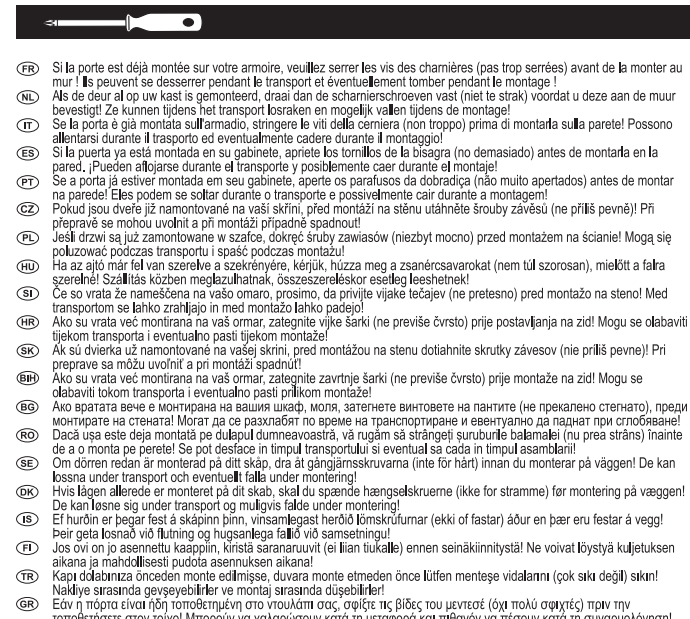 FR Si la porte est déjà montée sur votre armoire, veuillez serrer les vis des charnières (pas trop serrées) avant de la monter au
mur ! Ils peuvent se desserrer pendant le transport et éventuellement tomber pendant le montage !
NL Als de deur al op uw kast is gemonteerd, draai dan de scharnierschroeven vast (niet te strak) voordat u deze aan de muur
bevestigt! Ze kunnen tijdens het transport losraken en mogelijk vallen tijdens de montage!
IT Se la porta è già montata sull'armadio, stringere le viti della cerniera (non troppo) prima di montarla sulla parete! Possono
allentarsi durante il trasporto ed eventualmente cadere durante il montaggio!
ES Si la puerta ya está montada en su gabinete, apriete los tornillos de la bisagra (no demasiado) antes de montarla en la
pared. ¡Pueden aflojarse durante el transporte y posiblemente caer durante el montaje!
PT Se a porta já estiver montada em seu gabinete, aperte os parafusos da dobradiça (não muito apertados) antes de montar
na parede! Eles podem se soltar durante o transporte e possivelmente cair durante a montagem!
CZ Pokud jsou dveře již namontované na vaší skříni, před montáží na stěnu utáhněte šrouby závěsů (ne příliš pevně)! Při
přepravě se mohou uvolnit a při montáži případně spadnout!
PL Jeśli drzwi są już zamontowane w szafce, dokręć śruby zawiasów (niezbyt mocno) przed montażem na ścianie! Mogą się
poluzować podczas transportu i spaść podczas montażu!
HU Ha az ajtó már fel van szerelve a szekrényére, kérjük, húzza meg a zsanércsavarokat (nem túl szorosan), mielőtt a falra
szerelné! Szállítás közben meglazulhatnak, összeszereléskor esetleg leeshetnek!
SI Če so vrata že nameščena na vašo omaro, prosimo, da privijte vijake tečajev (ne pretesno) pred montažo na steno! Med
transportom se lahko zrahljajo in med montažo lahko padejo!
HR Ako su vrata već montirana na vaš ormar, zategnite vijke šarki (ne previše čvrsto) prije postavljanja na zid! Mogu se olabaviti
tijekom transporta i eventualno pasti tijekom montaže!
SK Ak sú dvierka už namontované na vašej skrini, pred montážou na stenu dotiahnite skrutky závesov (nie príliš pevne)! Pri
preprave sa môžu uvoľniť a pri montáži spadnúť!
BIH Ako su vrata već montirana na vaš ormar, zategnite zavrtnje šarki (ne previše čvrsto) prije montaže na zid! Mogu se
olabaviti tokom transporta i eventualno pasti prilikom montaže!
BG Ако вратата вече е монтирана на вашия шкаф, моля, затегнете винтовете на пантите (не прекалено стегнато), преди
монтирате на стената! Могат да се разхлабят по време на транспортиране и евентуално да паднат при сглобяване!
RO Dacă ușa este deja montată pe dulapul dumneavoastră, vă rugăm să strângeți șuruburile balamalei (nu prea strâns) înainte
de a o monta pe perete! Se pot desface in timpul transportului si eventual sa cada in timpul asamblarii!
SE Om dörren redan är monterad på ditt skåp, dra åt gångjärnsskruvarna (inte för hårt) innan du monterar på väggen! De kan
lossna under transport och eventuellt falla under montering!
DK Hvis lågen allerede er monteret på dit skab, skal du spænde hængselskruerne (ikke for stramme) før montering på væggen!
De kan løsne sig under transport og muligvis falde under montering!
IS Ef hurðin er þegar fest á skápinn þinn, vinsamlegast herðið lömskrúfurnar (ekki of fastar) áður en þær eru festar á vegg!
Þeir geta losnað við flutning og hugsanlega fallið við samsetningu!
FI Jos ovi on jo asennettu kaappiin, kiristä saranaruuvit (ei liian tiukalle) ennen seinäkiinnitystä! Ne voivat löystyä kuljetuksen
aikana ja mahdollisesti pudota asennuksen aikana!
TR Kapı dolabınıza önceden monte edilmişse, duvara monte etmeden önce lütfen menteşe vidalarını (çok sıkı değil) sıkın!
Nakliye sırasında gevşeyebilirler ve montaj sırasında düşebilirler!
GR Εάν η πόρτα είναι ήδη τοποθετημένη στο ντουλάπι σας, σφίξτε τις βίδες του μεντεσέ (όχι πολύ σφιχτές) πριν την
τοποθετήσετε στον τοίχο! Μπορούν να χαλαρώσουν κατά τη μεταφορά και πιθανόν να πέσουν κατά τη συναρμολόγηση!